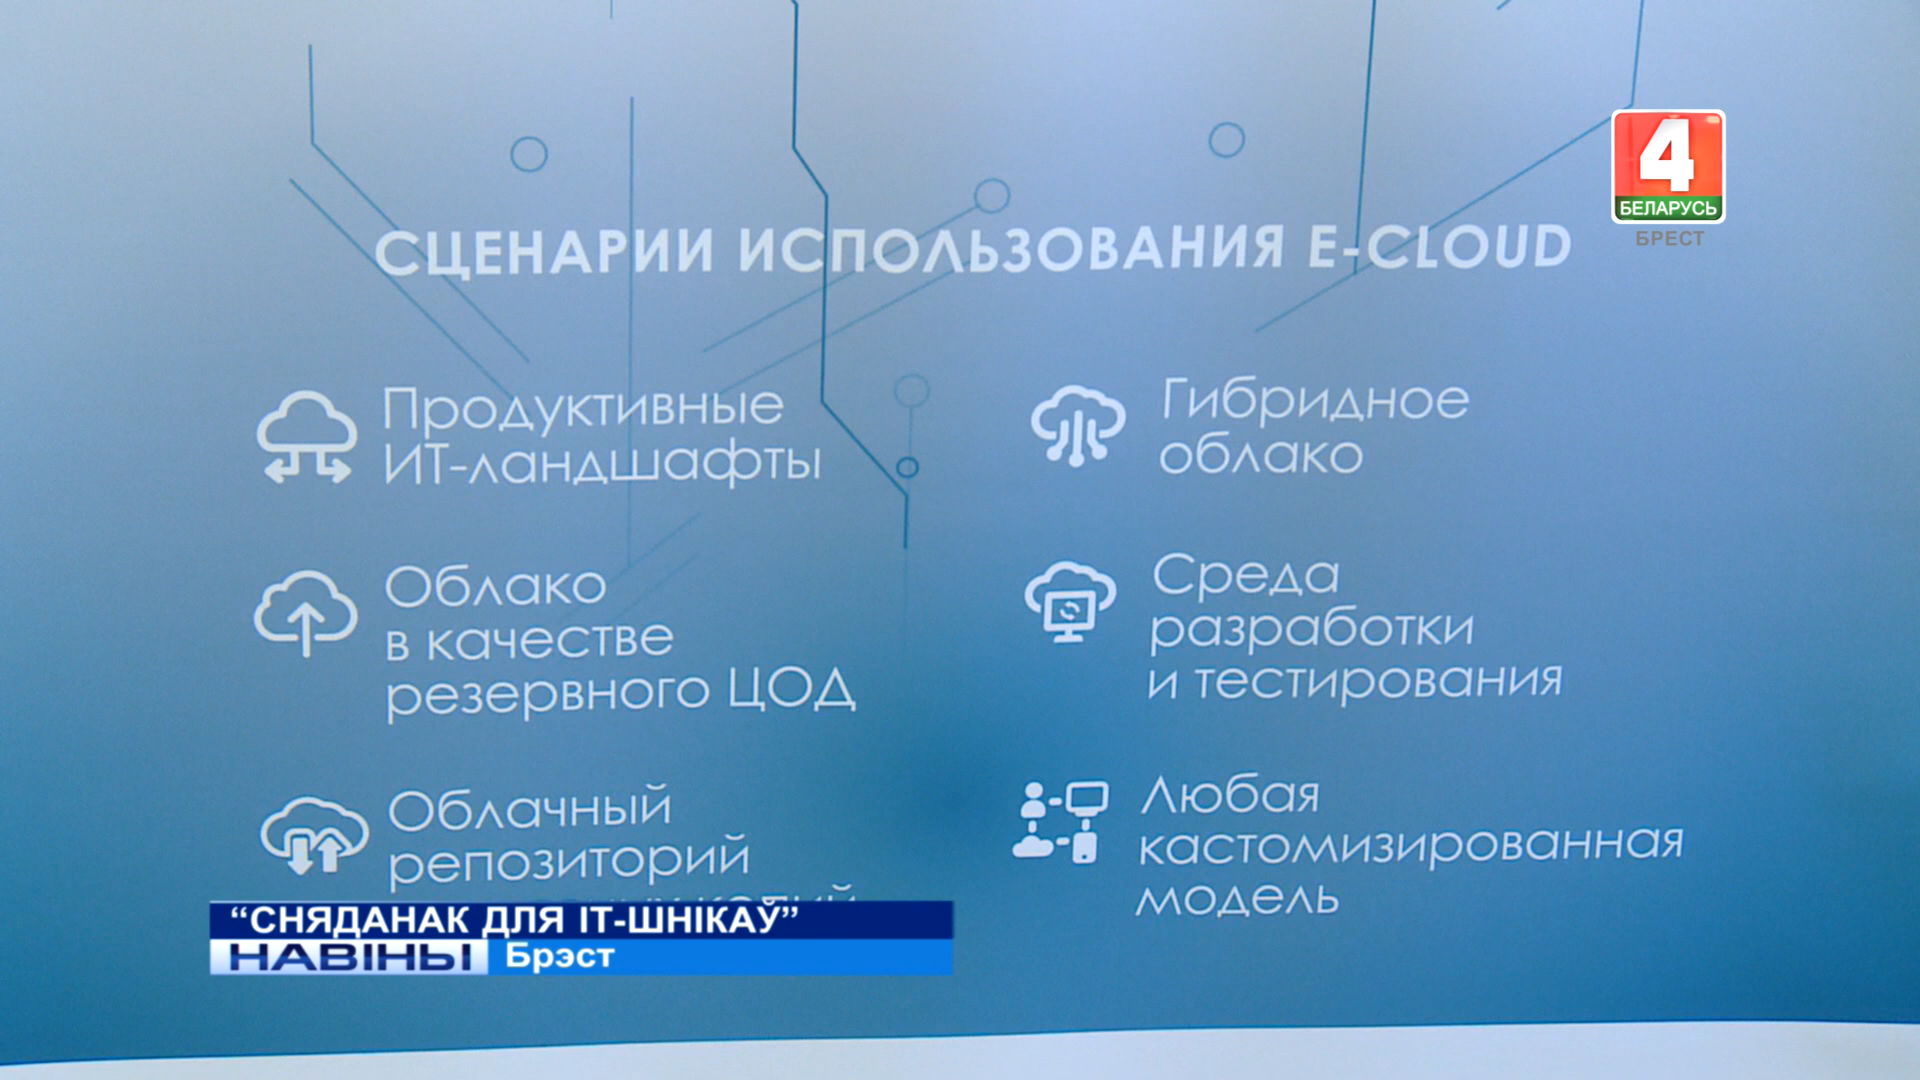 4
БЕЛАРУСЬ
БРЕСТ
СЦЕНАРИИ ИСПОЛЬЗОВАНИЯ E-CLOUD
Продуктивные
ИТ-ландшафты
Облако
в качестве
резервного ЦОД
Облачный
репозиторий
Гибридное
облако
Среда
разработки
и тестирования
Любая
кастомизированная
модель
“СНЯДАНАК ДЛЯ ІТ-ШНІКАЎ”
НАВІНЫ Брэст